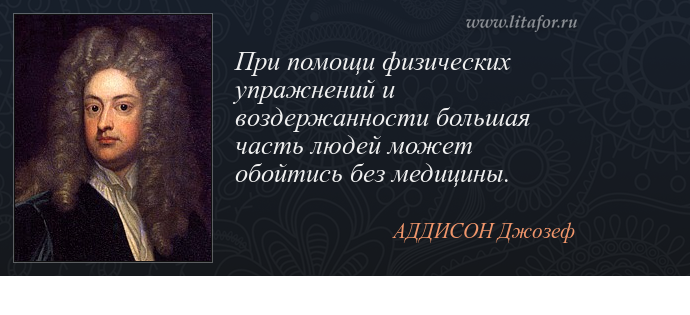 www.litafor.ru
При помощи физических
упражнений и
воздержанности большая
часть людей может
обойтись без медицины.
АДДИСОН Джозеф